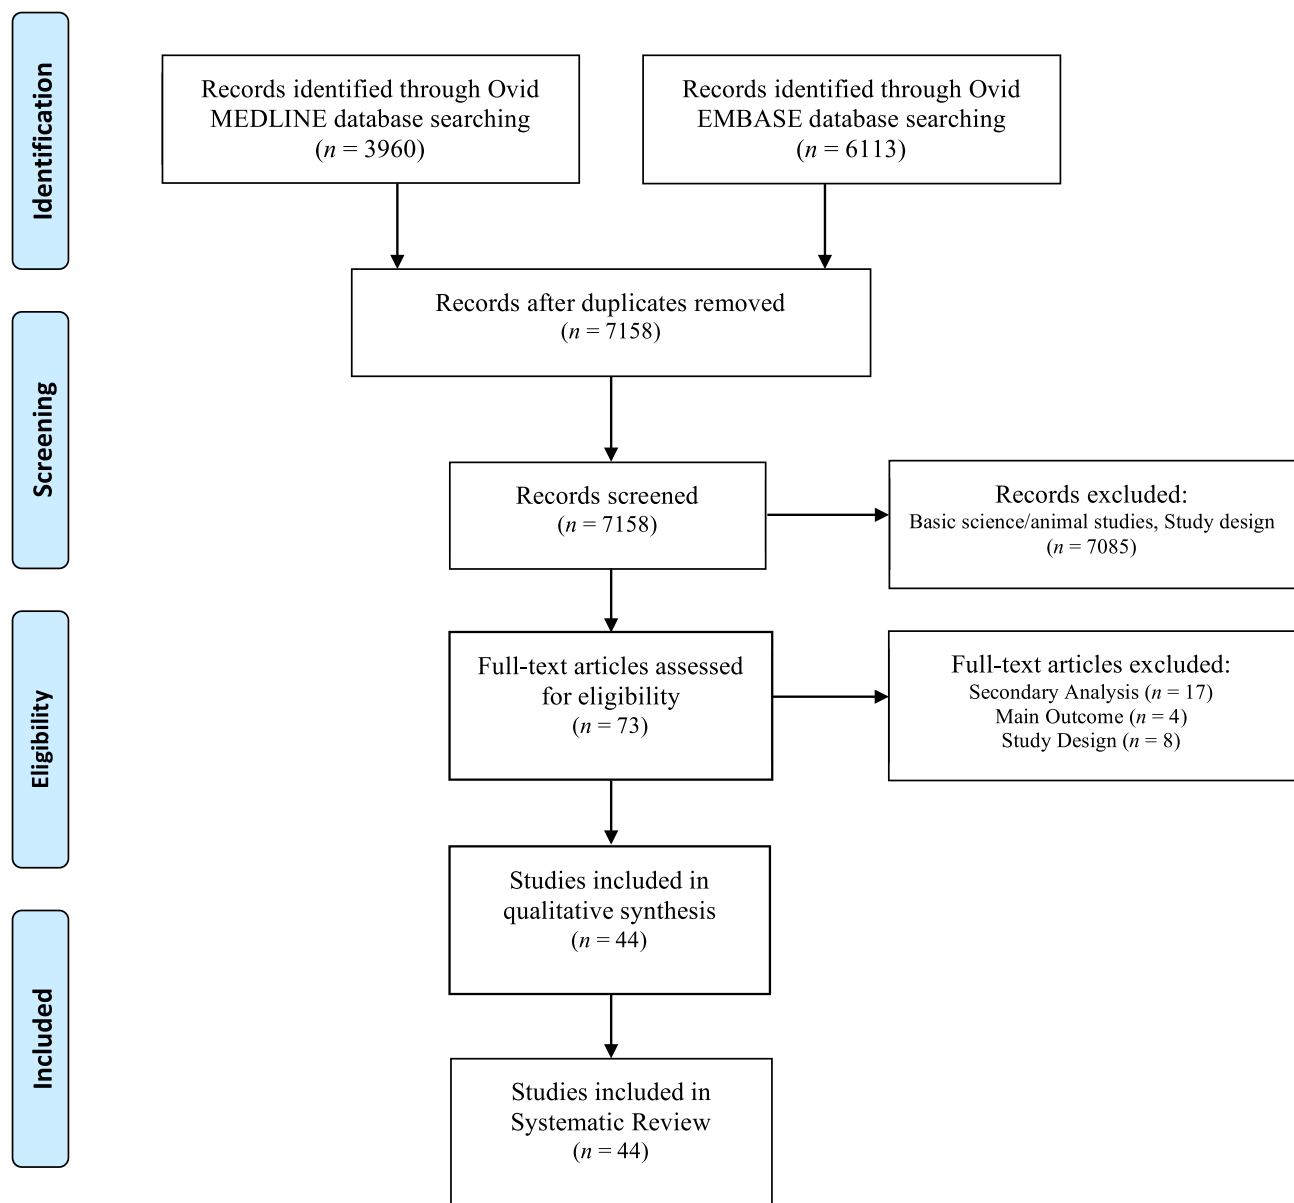 Identification
Records identified through Ovid
MEDLINE database searching
(n = 3960)
Records identified through Ovid
EMBASE database searching
(n = 6113)
Records after duplicates removed
(n = 7158)
Screening
Records screened
(n = 7158)
Records excluded:
Basic science/animal studies, Study design
(n = 7085)
Eligibility
Full-text articles assessed
for eligibility
(n = 73)
Full-text articles excluded:
Secondary Analysis (n = 17)
Main Outcome (n = 4)
Study Design (n = 8)
Studies included in
qualitative synthesis
(n = 44)
Included
Studies included in
Systematic Review
(n = 44)